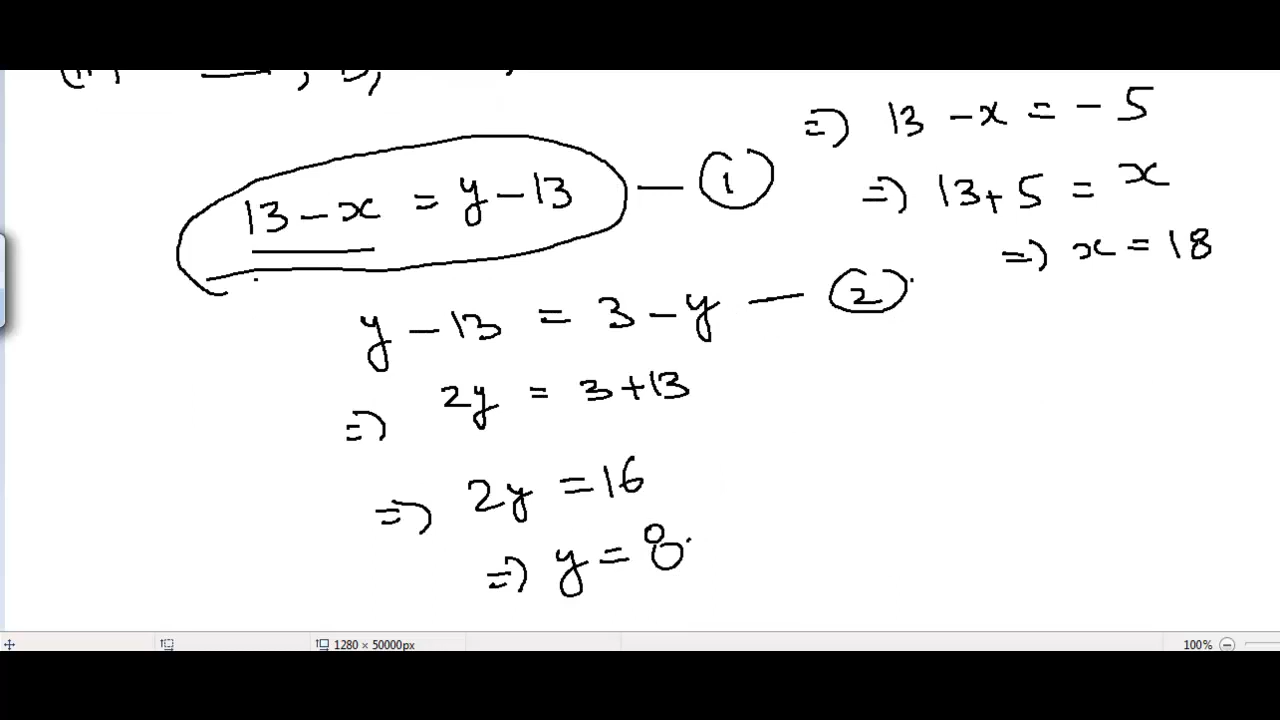 13 - x = y - 13 — ①
y - 13 = 3 - y — ②
=> 2y = 3 + 13
=> 2y = 16
=> y = 8
=> 13 - x = - 5
=> 13 + 5 = x
=> x = 18
1280 × 50000px
100%